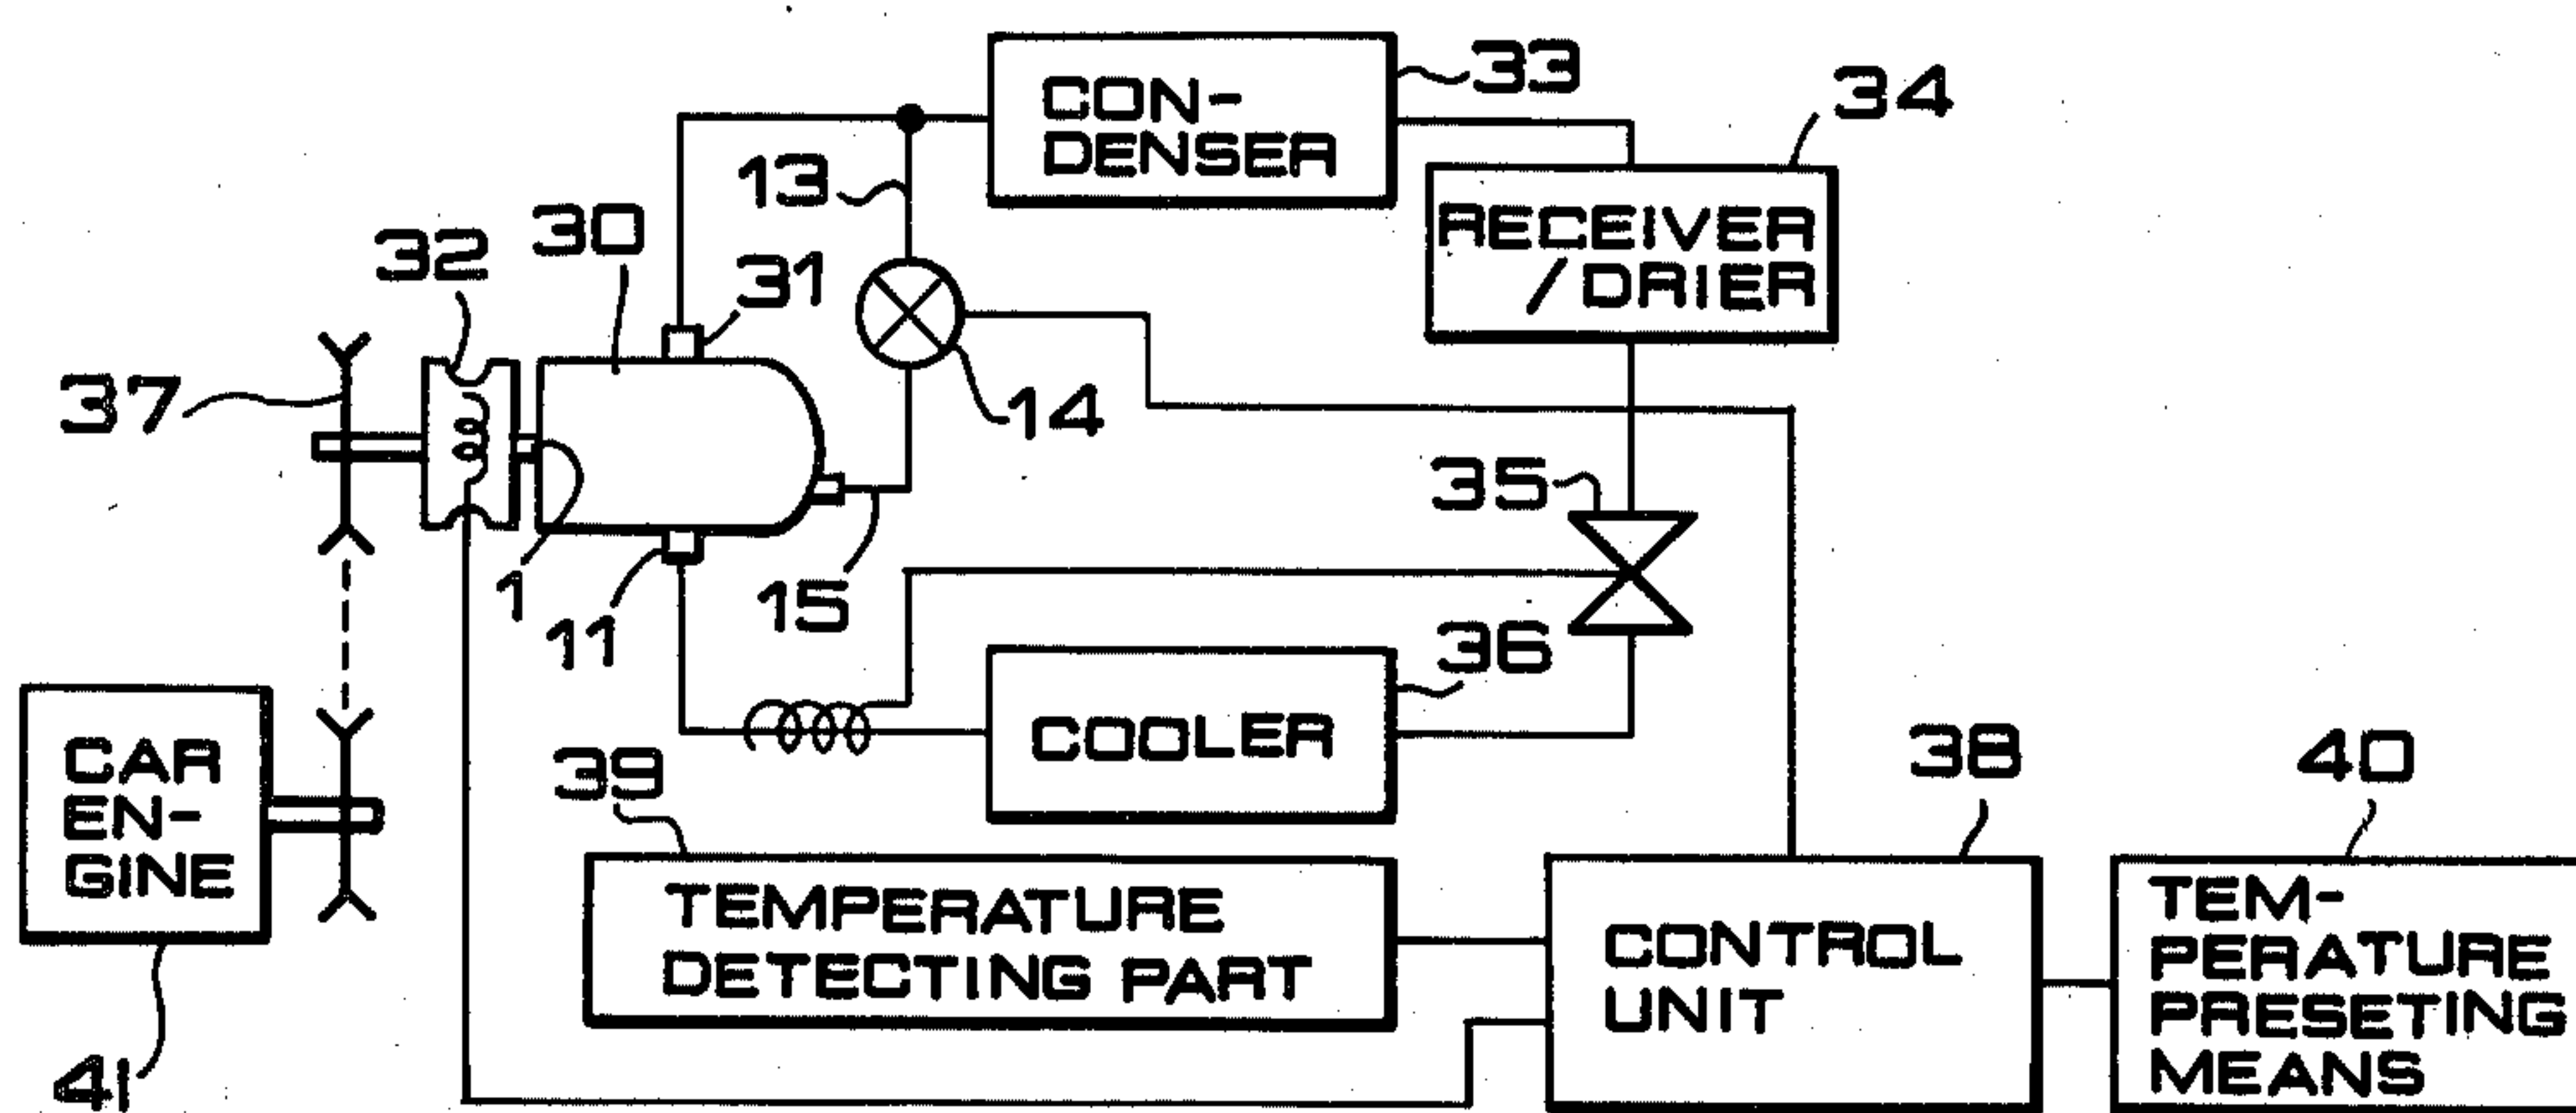 CON-
DENSER
33
34
13
RECEIVER
/DRIER
30
32
31
37
14
35
1
11
15
36
CAR
EN-
GINE
COOLER
39
38
40
TEMPERATURE
DETECTING PART
CONTROL
UNIT
TEM-
PERATURE
PRESETING
MEANS
41